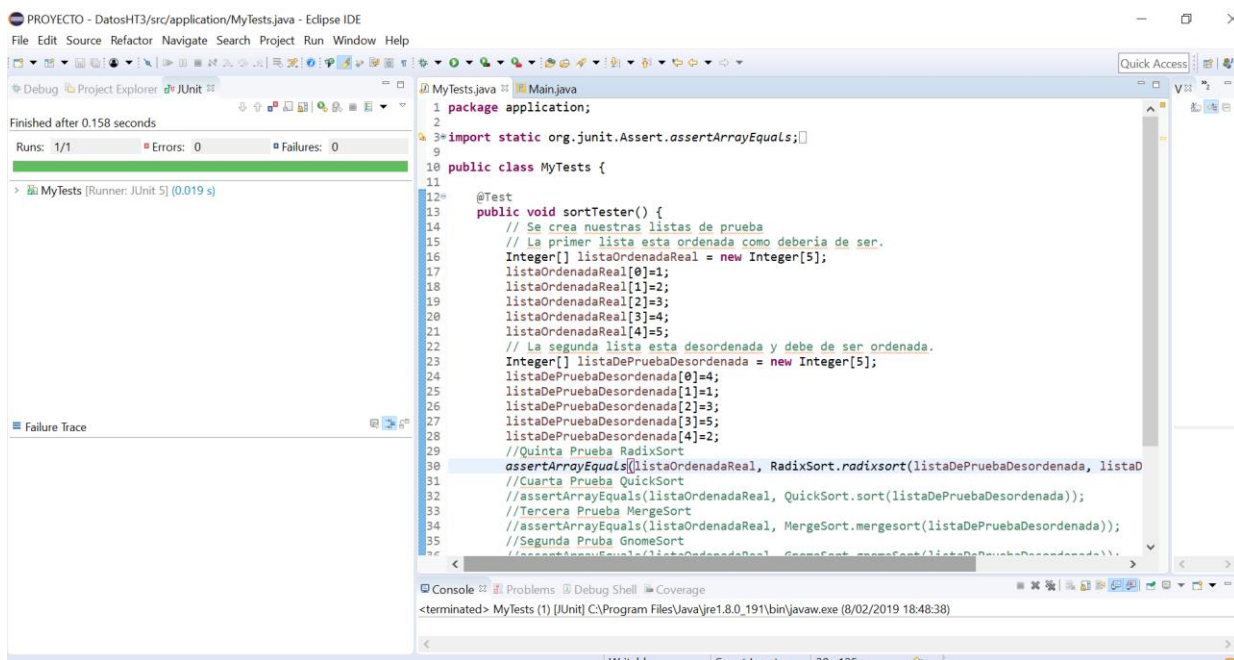 PROYECTO - DatosHT3/src/application/MyTests.java - Eclipse IDE
File Edit Source Refactor Navigate Search Project Run Window Help
Quick Access
Debug Project Explorer JUnit
Finished after 0.158 seconds
Runs: 1/1 Errors: 0 Failures: 0
MyTests [Runner: JUnit 5] (0.019 s)
Failure Trace
MyTests.java Main.java
1 package application;
2
3 import static org.junit.Assert.assertArrayEquals;
9
10 public class MyTests {
11
12 @Test
13 public void sortTester() {
14 // Se crea nuestras listas de prueba
15 // La primer lista esta ordenada como deberia de ser.
16 Integer[] listaOrdenadaReal = new Integer[5];
17 listaOrdenadaReal[0]=1;
18 listaOrdenadaReal[1]=2;
19 listaOrdenadaReal[2]=3;
20 listaOrdenadaReal[3]=4;
21 listaOrdenadaReal[4]=5;
22 // La segunda lista esta desordenada y debe de ser ordenada.
23 Integer[] listaDePruebaDesordenada = new Integer[5];
24 listaDePruebaDesordenada[0]=4;
25 listaDePruebaDesordenada[1]=1;
26 listaDePruebaDesordenada[2]=3;
27 listaDePruebaDesordenada[3]=5;
28 listaDePruebaDesordenada[4]=2;
29 //Quinta Prueba RadixSort
30 assertArrayEquals(listaOrdenadaReal, RadixSort.radixsort(listaDePruebaDesordenada, listaD
31 //Cuarta Prueba QuickSort
32 //assertArrayEquals(listaOrdenadaReal, QuickSort.sort(listaDePruebaDesordenada));
33 //Tercera Prueba MergeSort
34 //assertArrayEquals(listaOrdenadaReal, MergeSort.mergesort(listaDePruebaDesordenada));
35 //Segunda Pruba GnomeSort
Console Problems Debug Shell Coverage
<terminated> MyTests (1) [JUnit] C:\Program Files\Java\jre1.8.0_191\bin\javaw.exe (8/02/2019 18:48:38)